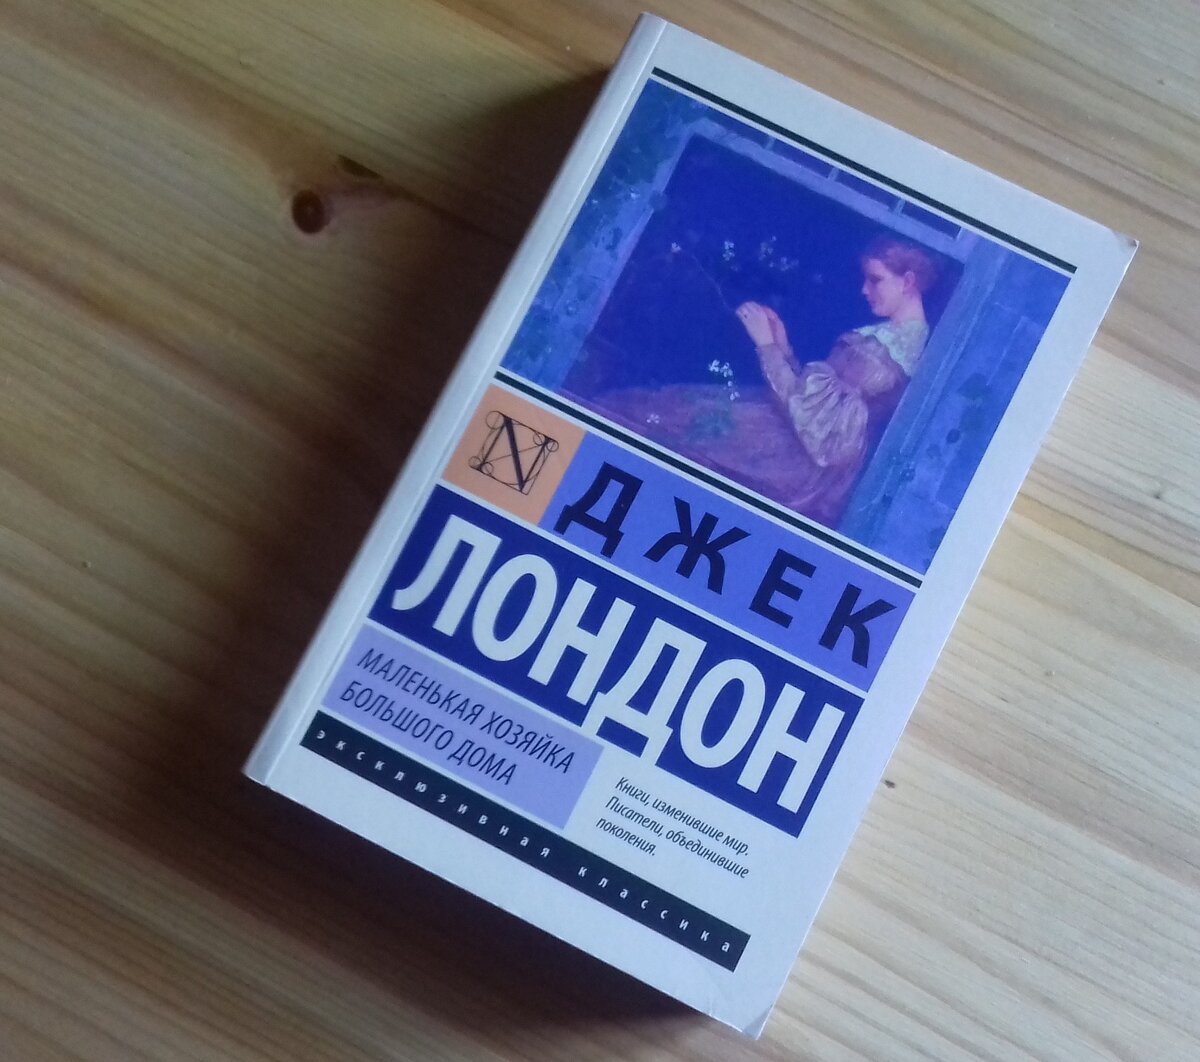 ДЖЕК
ЛОНДОН
МАЛЕНЬКАЯ ХОЗЯЙКА
БОЛЬШОГО ДОМА
Книги, изменившие мир.
Писатели, объединившие
поколения.
эксклюзивная классика